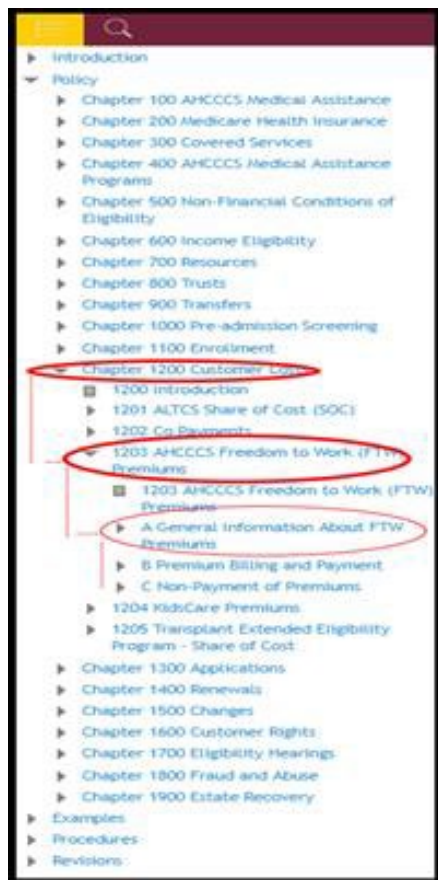 Introduction
Policy
Chapter 100 AHCCCS Medical Assistance
Chapter 200 Medicare Health Insurance
Chapter 300 Covered Services
Chapter 400 AHCCCS Medical Assistance
Programs
Chapter 500 Non-Financial Conditions of
Eligibility
Chapter 600 Income Eligibility
Chapter 700 Resources
Chapter 800 Trusts
Chapter 900 Transfers
Chapter 1000 Pre-admission Screening
Chapter 1100 Enrollment
Chapter 1200 Customer Costs
1200 Introduction
1201 ALTCS Share of Cost (SOC)
1202 Co Payments
1203 AHCCCS Freedom to Work (FTW)
Premiums
1203 AHCCCS Freedom to Work (FTW)
Premiums
A General Information About FTW
Premiums
B Premium Billing and Payment
C Non-Payment of Premiums
1204 KidsCare Premiums
1205 Transplant Extended Eligibility
Program - Share of Cost
Chapter 1300 Applications
Chapter 1400 Renewals
Chapter 1500 Changes
Chapter 1600 Customer Rights
Chapter 1700 Eligibility Hearings
Chapter 1800 Fraud and Abuse
Chapter 1900 Estate Recovery
Examples
Procedures
Revisions